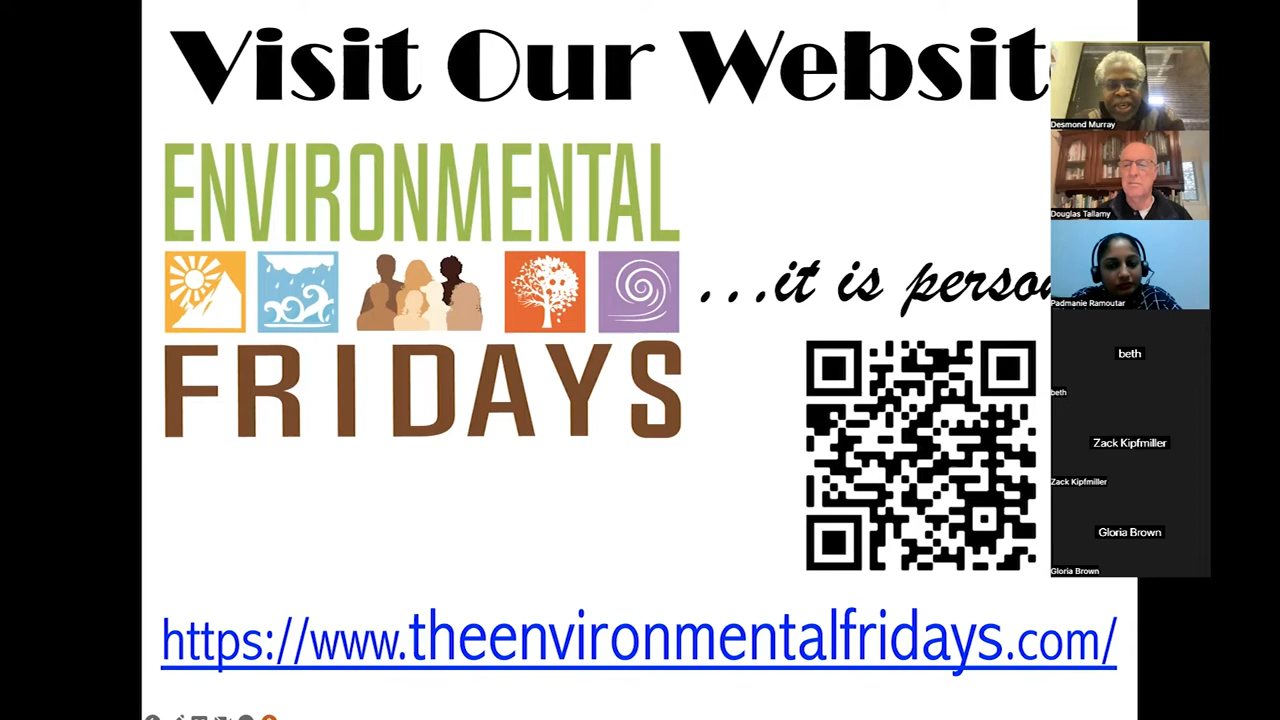 Visit Our Websit
ENVIRONMENTAL
FRIDAYS
...it is person
https://www.theenvironmentalfridays.com/
Desmond Murray
Douglas Tallamy
Padmanie Ramoutar
beth
beth
Zack Kipfmiller
Zack Kipfmiller
Gloria Brown
Gloria Brown